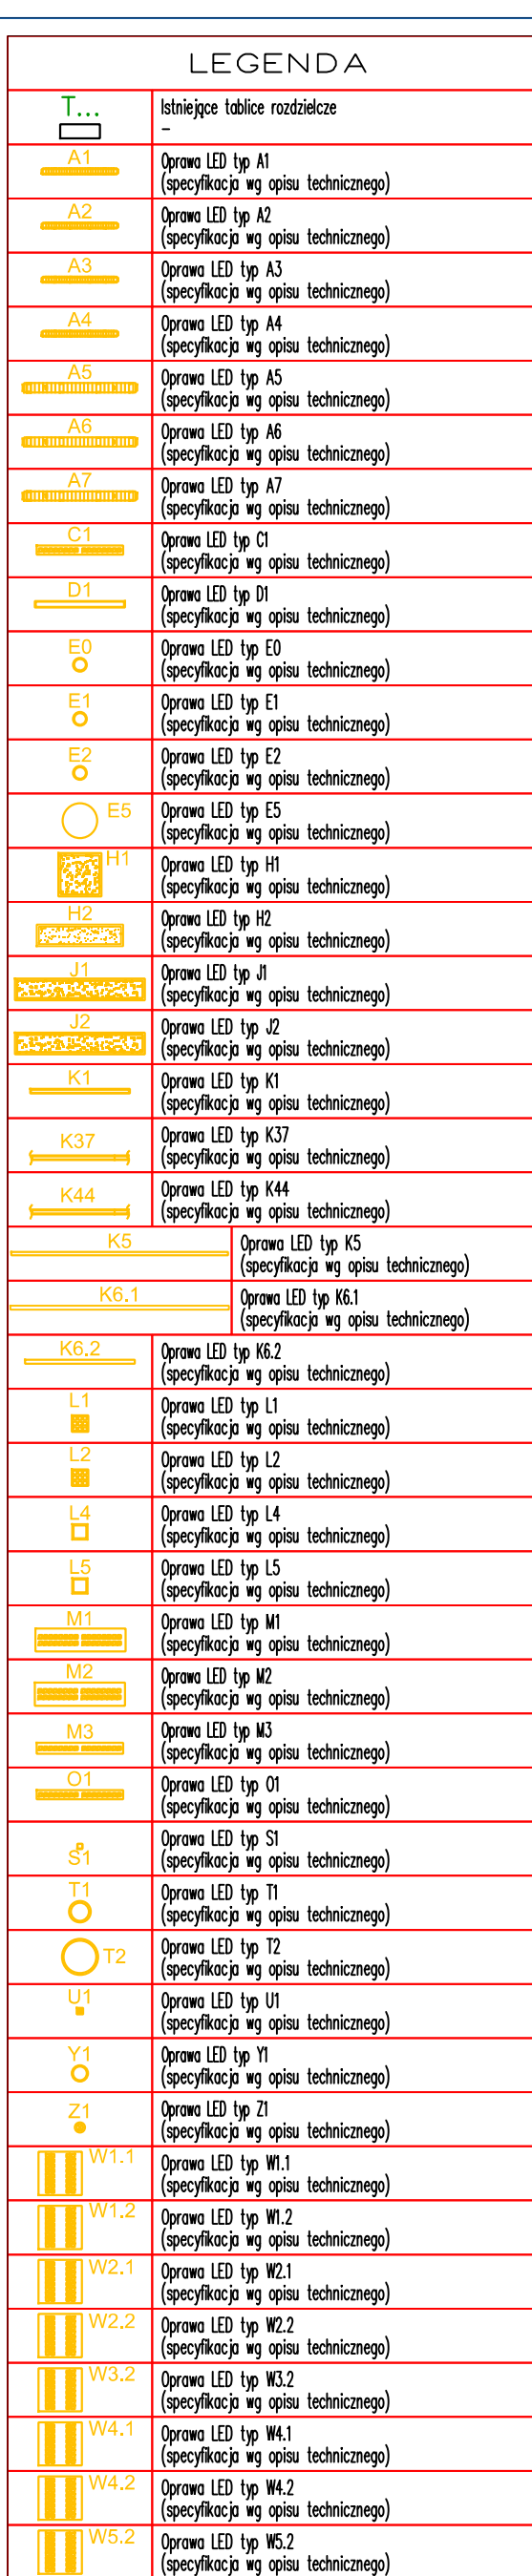 LEGENDA
T...
Istniejące tablice rozdzielcze
-
A1
Oprawa LED typ A1
(specyfikacja wg opisu technicznego)
A2
Oprawa LED typ A2
(specyfikacja wg opisu technicznego)
A3
Oprawa LED typ A3
(specyfikacja wg opisu technicznego)
A4
Oprawa LED typ A4
(specyfikacja wg opisu technicznego)
A5
Oprawa LED typ A5
(specyfikacja wg opisu technicznego)
A6
Oprawa LED typ A6
(specyfikacja wg opisu technicznego)
A7
Oprawa LED typ A7
(specyfikacja wg opisu technicznego)
C1
Oprawa LED typ C1
(specyfikacja wg opisu technicznego)
D1
Oprawa LED typ D1
(specyfikacja wg opisu technicznego)
E0
Oprawa LED typ E0
(specyfikacja wg opisu technicznego)
E1
Oprawa LED typ E1
(specyfikacja wg opisu technicznego)
E2
Oprawa LED typ E2
(specyfikacja wg opisu technicznego)
E5
Oprawa LED typ E5
(specyfikacja wg opisu technicznego)
H1
Oprawa LED typ H1
(specyfikacja wg opisu technicznego)
H2
Oprawa LED typ H2
(specyfikacja wg opisu technicznego)
J1
Oprawa LED typ J1
(specyfikacja wg opisu technicznego)
J2
Oprawa LED typ J2
(specyfikacja wg opisu technicznego)
K1
Oprawa LED typ K1
(specyfikacja wg opisu technicznego)
K37
Oprawa LED typ K37
(specyfikacja wg opisu technicznego)
K44
Oprawa LED typ K44
(specyfikacja wg opisu technicznego)
K5
Oprawa LED typ K5
(specyfikacja wg opisu technicznego)
K6.1
Oprawa LED typ K6.1
(specyfikacja wg opisu technicznego)
K6.2
Oprawa LED typ K6.2
(specyfikacja wg opisu technicznego)
L1
Oprawa LED typ L1
(specyfikacja wg opisu technicznego)
L2
Oprawa LED typ L2
(specyfikacja wg opisu technicznego)
L4
Oprawa LED typ L4
(specyfikacja wg opisu technicznego)
L5
Oprawa LED typ L5
(specyfikacja wg opisu technicznego)
M1
Oprawa LED typ M1
(specyfikacja wg opisu technicznego)
M2
Oprawa LED typ M2
(specyfikacja wg opisu technicznego)
M3
Oprawa LED typ M3
(specyfikacja wg opisu technicznego)
O1
Oprawa LED typ O1
(specyfikacja wg opisu technicznego)
S1
Oprawa LED typ S1
(specyfikacja wg opisu technicznego)
T1
Oprawa LED typ T1
(specyfikacja wg opisu technicznego)
T2
Oprawa LED typ T2
(specyfikacja wg opisu technicznego)
U1
Oprawa LED typ U1
(specyfikacja wg opisu technicznego)
Y1
Oprawa LED typ Y1
(specyfikacja wg opisu technicznego)
Z1
Oprawa LED typ Z1
(specyfikacja wg opisu technicznego)
W1.1
Oprawa LED typ W1.1
(specyfikacja wg opisu technicznego)
W1.2
Oprawa LED typ W1.2
(specyfikacja wg opisu technicznego)
W2.1
Oprawa LED typ W2.1
(specyfikacja wg opisu technicznego)
W2.2
Oprawa LED typ W2.2
(specyfikacja wg opisu technicznego)
W3.2
Oprawa LED typ W3.2
(specyfikacja wg opisu technicznego)
W4.1
Oprawa LED typ W4.1
(specyfikacja wg opisu technicznego)
W4.2
Oprawa LED typ W4.2
(specyfikacja wg opisu technicznego)
W5.2
Oprawa LED typ W5.2
(specyfikacja wg opisu technicznego)